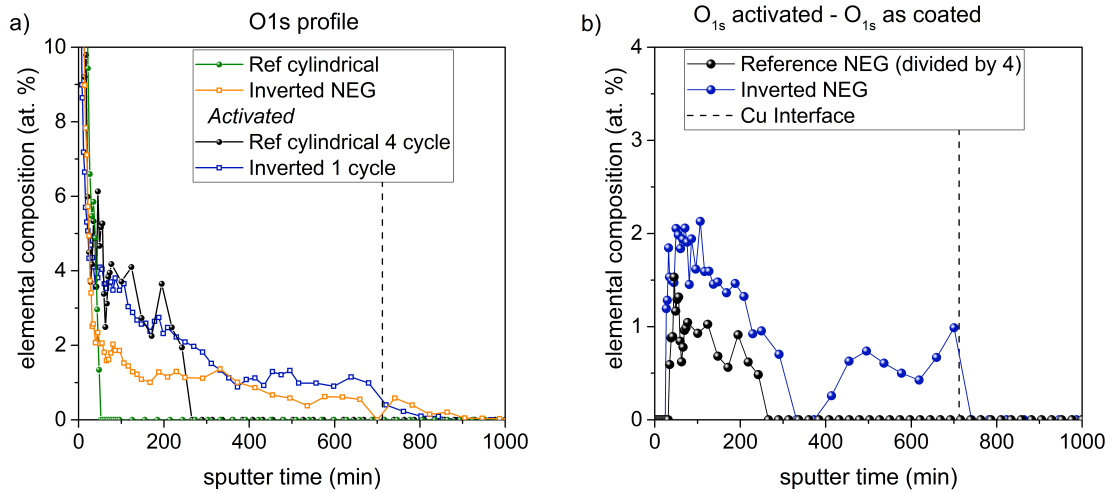 a)
O1s profile
elemental composition (at. %)
10
8
6
4
2
0
Ref cylindrical
Inverted NEG
Activated
Ref cylindrical 4 cycle
Inverted 1 cycle
0 200 400 600 800 1000
sputter time (min)
b)
O1s activated - O1s as coated
elemental composition (at. %)
4
3
2
1
0
Reference NEG (divided by 4)
Inverted NEG
Cu Interface
0 200 400 600 800 1000
sputter time (min)